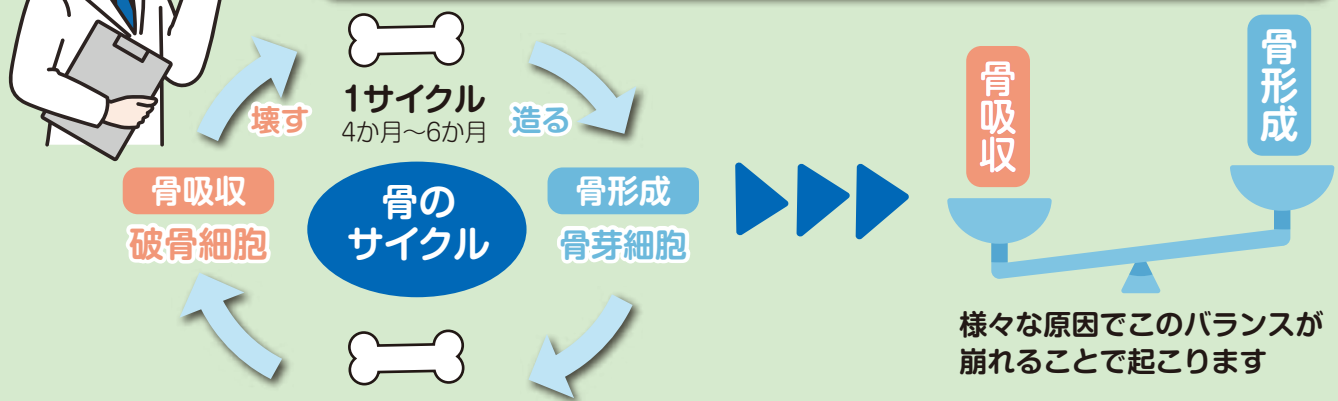 1サイクル
4か月～6か月
壊す
造る
骨吸収
破骨細胞
骨の
サイクル
骨形成
骨芽細胞
骨吸収
骨形成
様々な原因でこのバランスが
崩れることで起こります